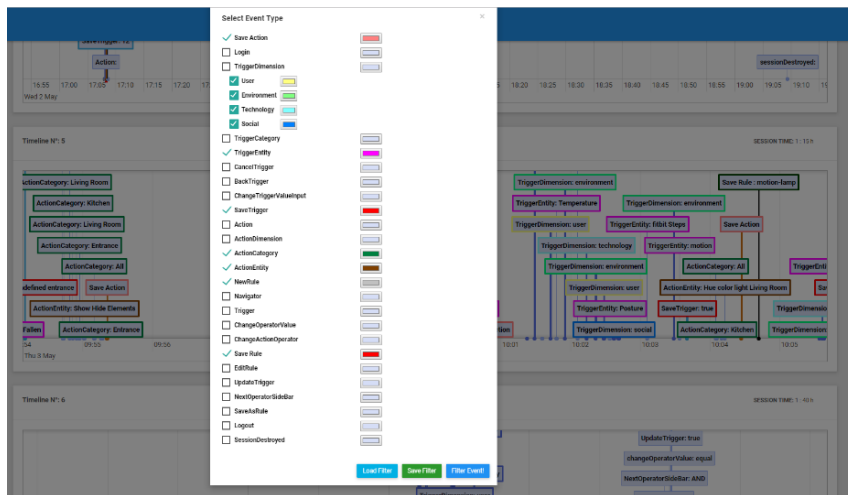 Select Event Type ×
Save Action
Login
TriggerDimension
User
Environment
Technology
Social
TriggerCategory
TriggerEntity
CancelTrigger
BackTrigger
ChangeTriggerValueInput
SaveTrigger
Action
ActionDimension
ActionCategory
ActionEntity
NewRule
Navigator
Trigger
ChangeOperatorValue
ChangeActionOperator
Save Rule
EditRule
UpdateTrigger
NextOperatorSideBar
SaveAsRule
Logout
SessionDestroyed
Load Filter Save Filter Filter Event!
Action:
sessionDestroyed:
16:55 17:00 17:05 17:10 17:15 17:20
18:20 18:25 18:30 18:35 18:40 18:45 18:50 18:55 19:00 19:05 19:10
Wed 2 May
Timeline N°: 5
SESSION TIME: 1 : 15 h
ActionCategory: Living Room
ActionCategory: Kitchen
ActionCategory: Living Room
ActionCategory: Entrance
ActionCategory: All
defined entrance Save Action
ActionEntity: Show Hide Elements
Fallen ActionCategory: Entrance
54 09:55 09:56
Thu 3 May
TriggerDimension: environment Save Rule : motion-lamp
TriggerEntity: Temperature TriggerDimension: environment
TriggerDimension: user TriggerEntity: fitbit Steps Save Action
TriggerDimension: technology TriggerEntity: motion
TriggerDimension: environment ActionCategory: All TriggerEnti
TriggerDimension: user ActionEntity: Hue color light Living Room
TriggerEntity: Posture SaveTrigger: true TriggerDimensio
tion TriggerDimension: social ActionCategory: Kitchen TriggerDimension
10:01 10:02 10:03 10:04 10:05
Timeline N°: 6
SESSION TIME: 1 : 40 h
UpdateTrigger: true
changeOperatorValue: equal
NextOperatorSideBar: AND